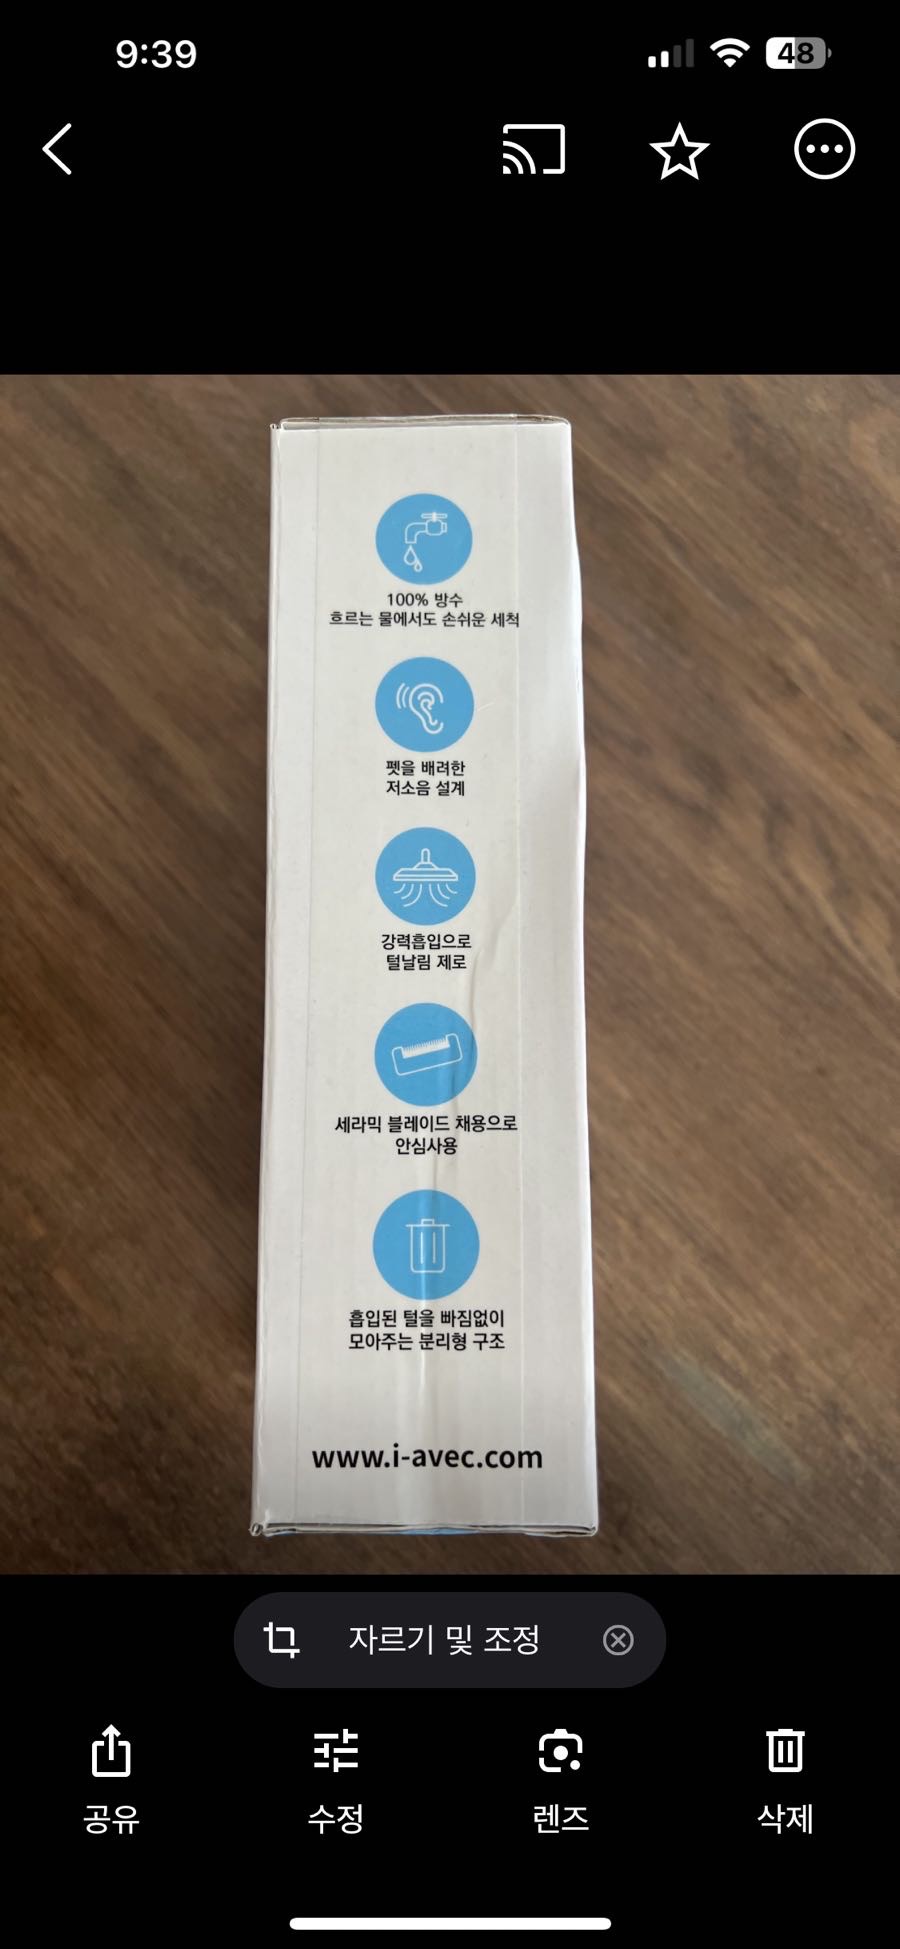 9:39
48
100% 방수
흐르는 물에서도 손쉬운 세척
펫을 배려한
저소음 설계
강력흡입으로
털날림 제로
세라믹 블레이드 채용으로
안심사용
흡입된 털을 빠짐없이
모아주는 분리형 구조
www.i-avec.com
자르기 및 조정
공유
수정
렌즈
삭제